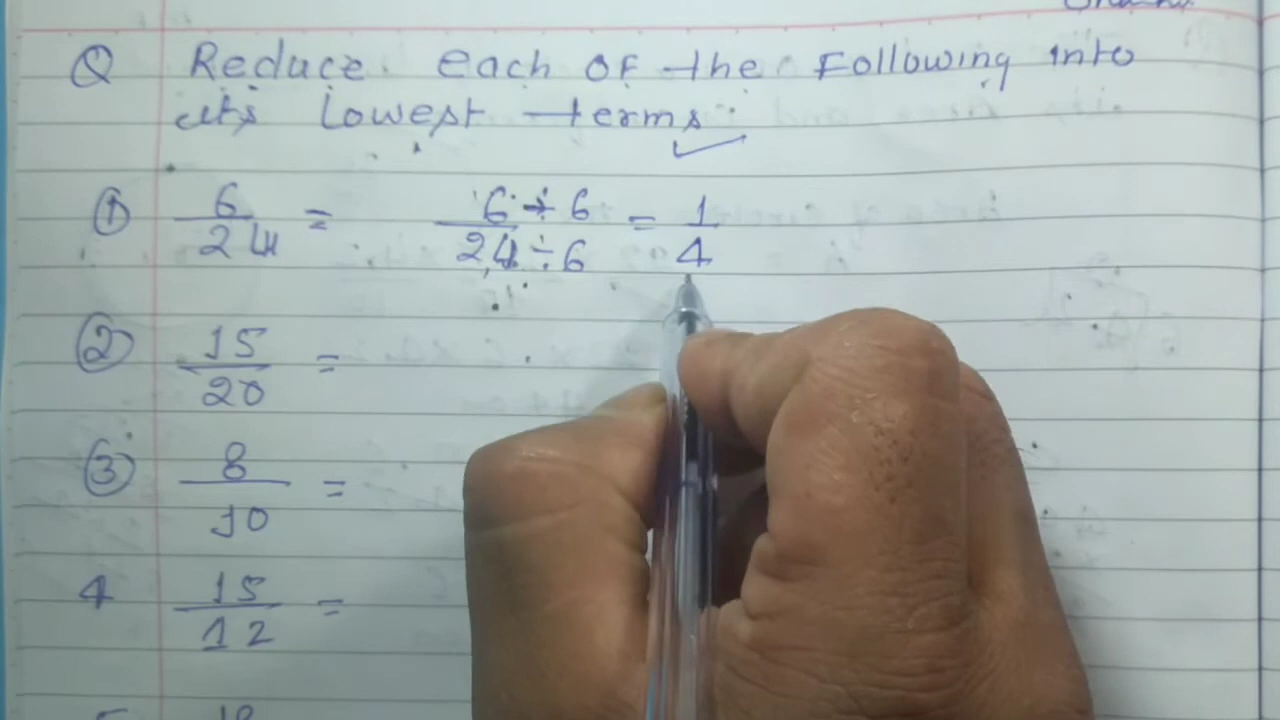 Q Reduce each of the following into
its lowest terms
① 6/24 = 6 ÷ 6 / 24 ÷ 6 = 1/4
② 15/20 =
③ 8/10 =
4 15/12 =